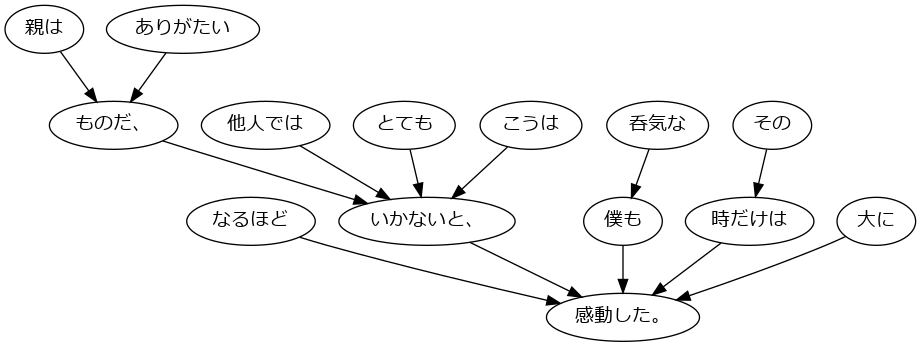 親は
ありがたい
ものだ、
他人では
とても
こうは
呑気な
その
なるほど
いかないと、
僕も
時だけは
大に
感動した。